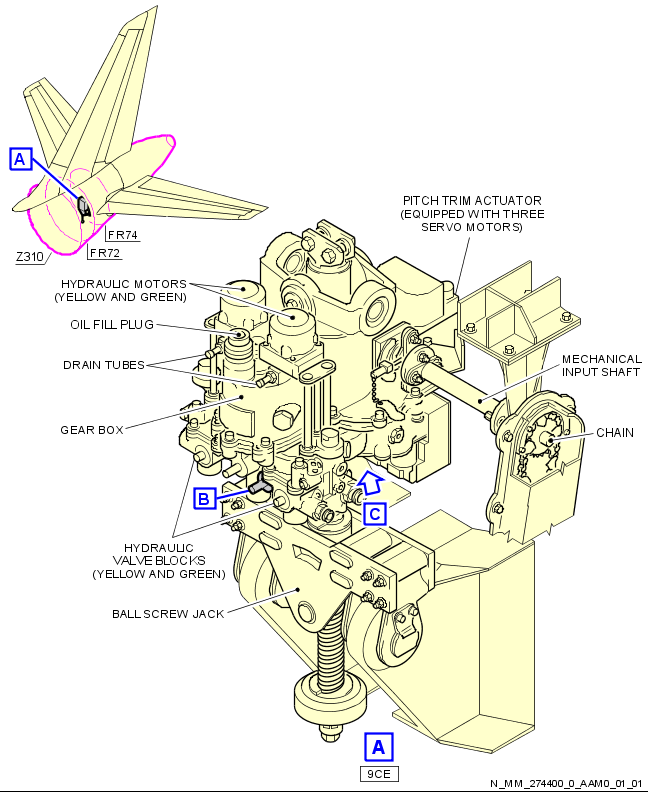 A
FR74
FR72
Z310
PITCH TRIM ACTUATOR
(EQUIPPED WITH THREE
SERVO MOTORS)
HYDRAULIC MOTORS
(YELLOW AND GREEN)
OIL FILL PLUG
DRAIN TUBES
MECHANICAL
INPUT SHAFT
GEAR BOX
CHAIN
B
C
HYDRAULIC
VALVE BLOCKS
(YELLOW AND GREEN)
BALL SCREW JACK
A
9CE
N_MM_274400_0_AAM0_01_01